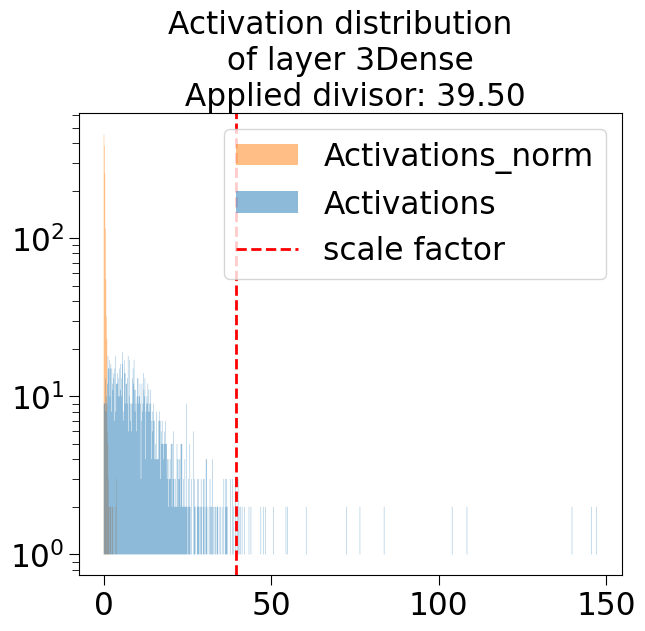 Activation distribution
of layer 3Dense
Applied divisor: 39.50
Activations_norm
Activations
scale factor
10²
10¹
10⁰
0 50 100 150